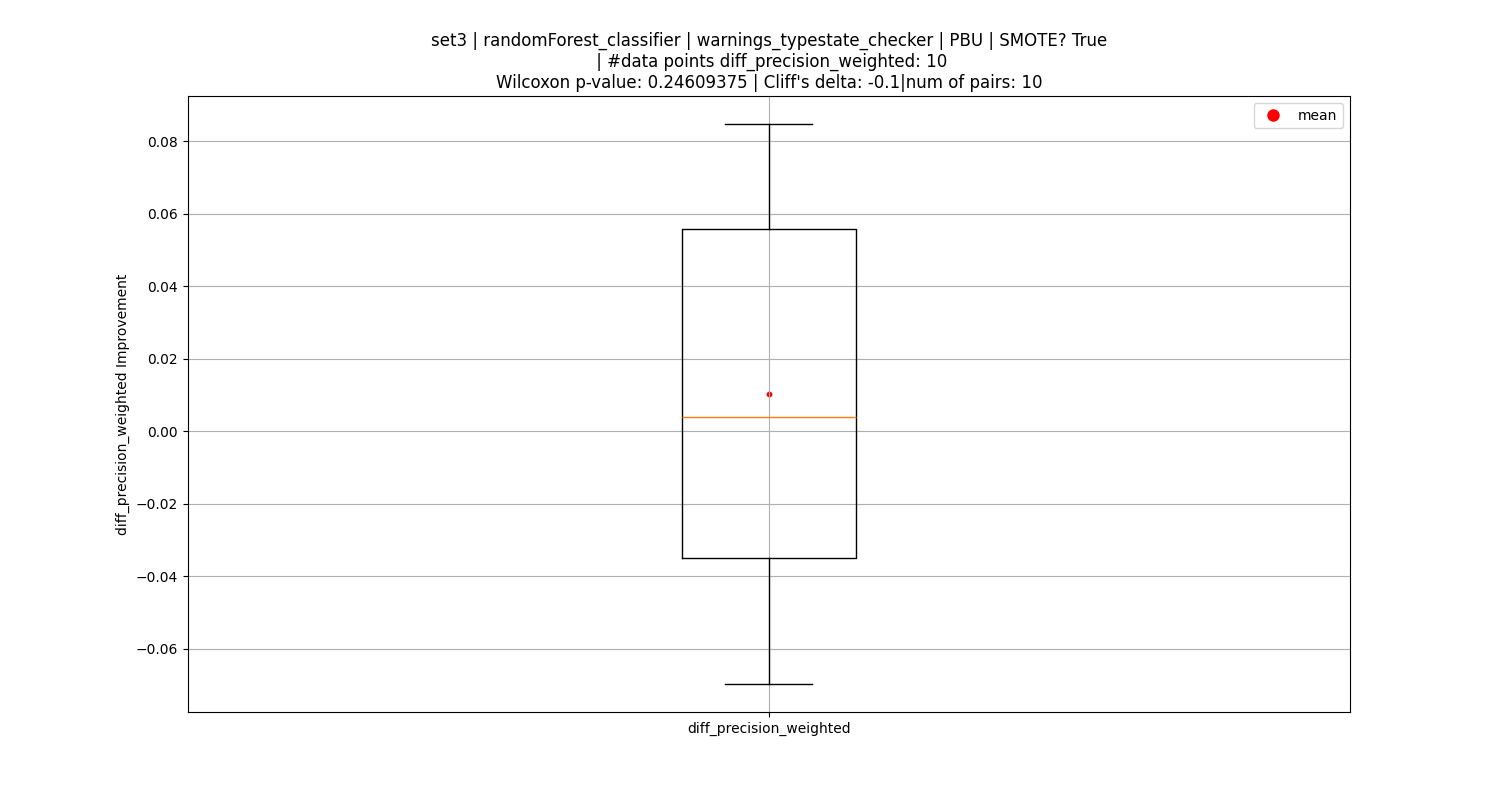 set3 | randomForest_classifier | warnings_typestate_checker | PBU | SMOTE? True
| #data points diff_precision_weighted: 10
Wilcoxon p-value: 0.24609375 | Cliff's delta: -0.1|num of pairs: 10
mean
0.08
0.06
0.04
0.02
0.00
−0.02
−0.04
−0.06
diff_precision_weighted Improvement
diff_precision_weighted